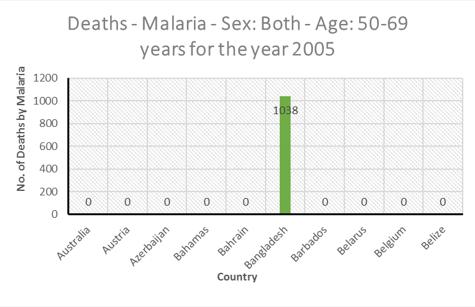 Deaths - Malaria - Sex: Both - Age: 50-69
years for the year 2005
No. of Deaths by Malaria
1200
1000
800
600
400
200
0
0
0
0
0
0
1038
0
0
0
0
Australia
Austria
Azerbaijan
Bahamas
Bahrain
Bangladesh
Barbados
Belarus
Belgium
Belize
Country